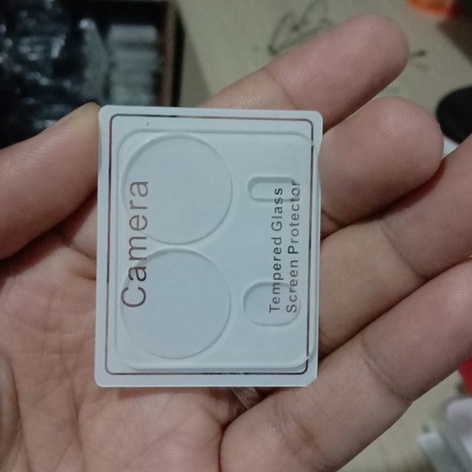 Camera
Tempered Glass
Screen Protector